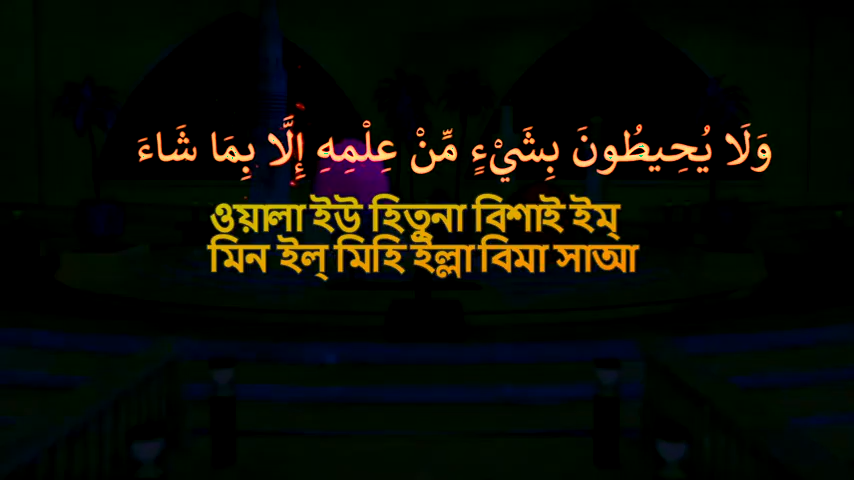 وَلَا يُحِيطُونَ بِشَيْءٍ مِّنْ عِلْمِهِ إِلَّا بِمَا شَاءَ
ওয়ালা ইউ হিতুনা বিশাই ইম্
মিন ইল্ মিহি ইল্লা বিমা সাআ